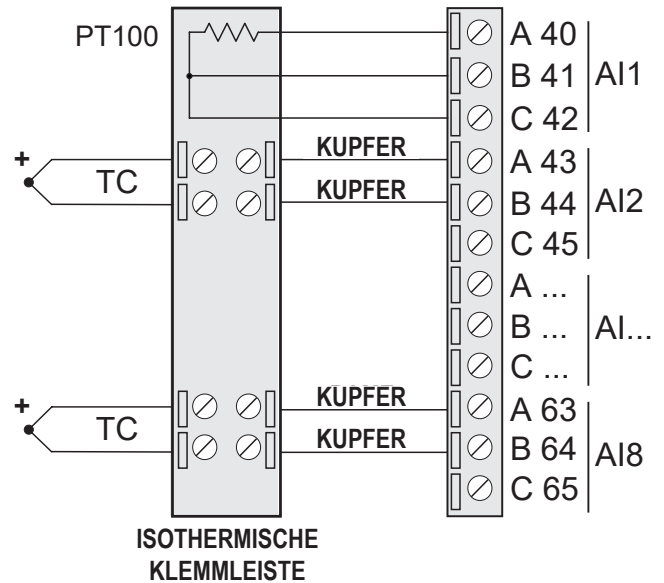 PT100
A 40
B 41
AI1
C 42
+
TC
KUPFER
A 43
KUPFER
B 44
AI2
C 45
A ...
B ...
AI...
C ...
+
TC
KUPFER
A 63
KUPFER
B 64
AI8
C 65
ISOTHERMISCHE
KLEMMLEISTE